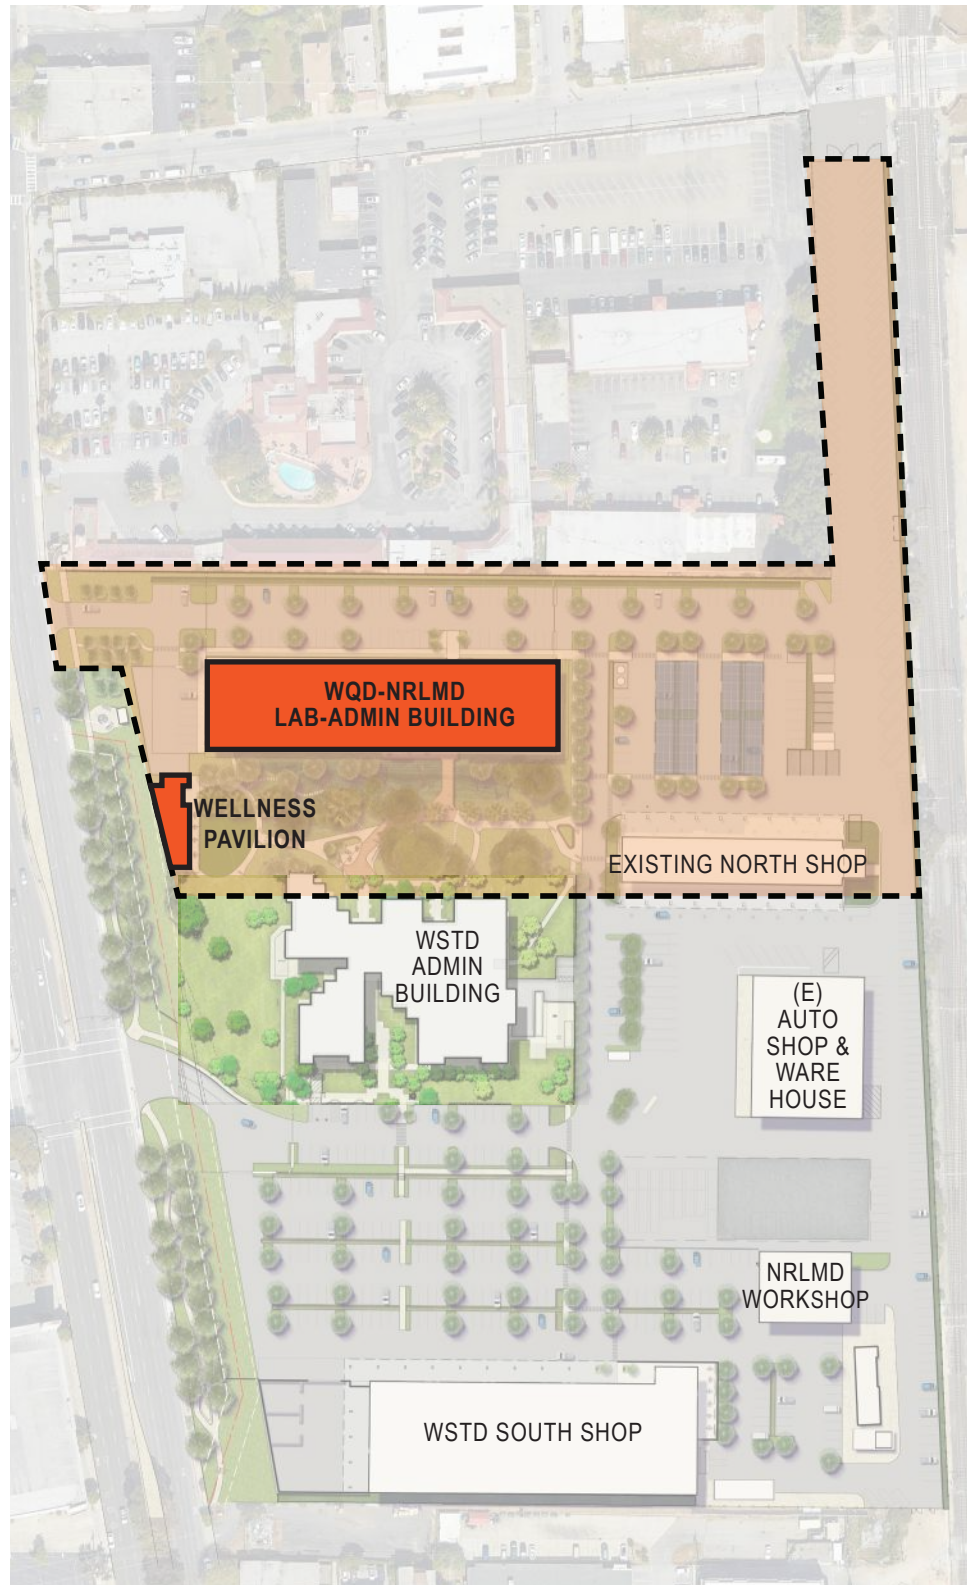 WQD-NRLMD
LAB-ADMIN BUILDING
WELLNESS
PAVILION
EXISTING NORTH SHOP
WSTD
ADMIN
BUILDING
(E)
AUTO
SHOP &
WARE
HOUSE
NRLMD
WORKSHOP
WSTD SOUTH SHOP